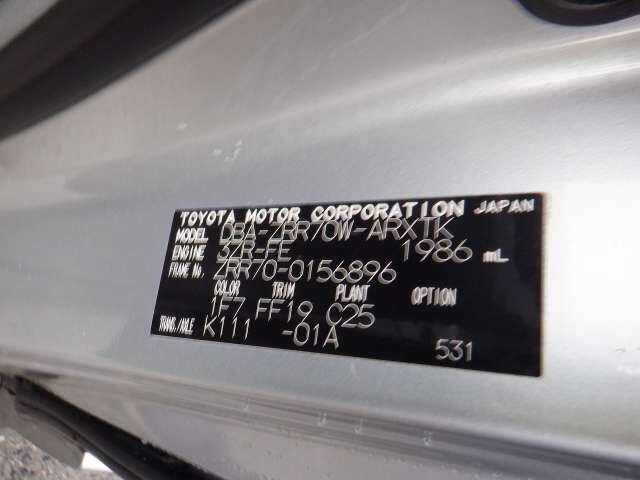 TOYOTA MOTOR CORPORATION JAPAN
MODEL DBA-ZRR70W-ARXTK
ENGINE 3ZR-FE 1986 mL
FRAME No. ZRR70-0156896
COLOR TRIM PLANT OPTION
1F7 FF19 C25
TRANS./AXLE K111 -01A
531